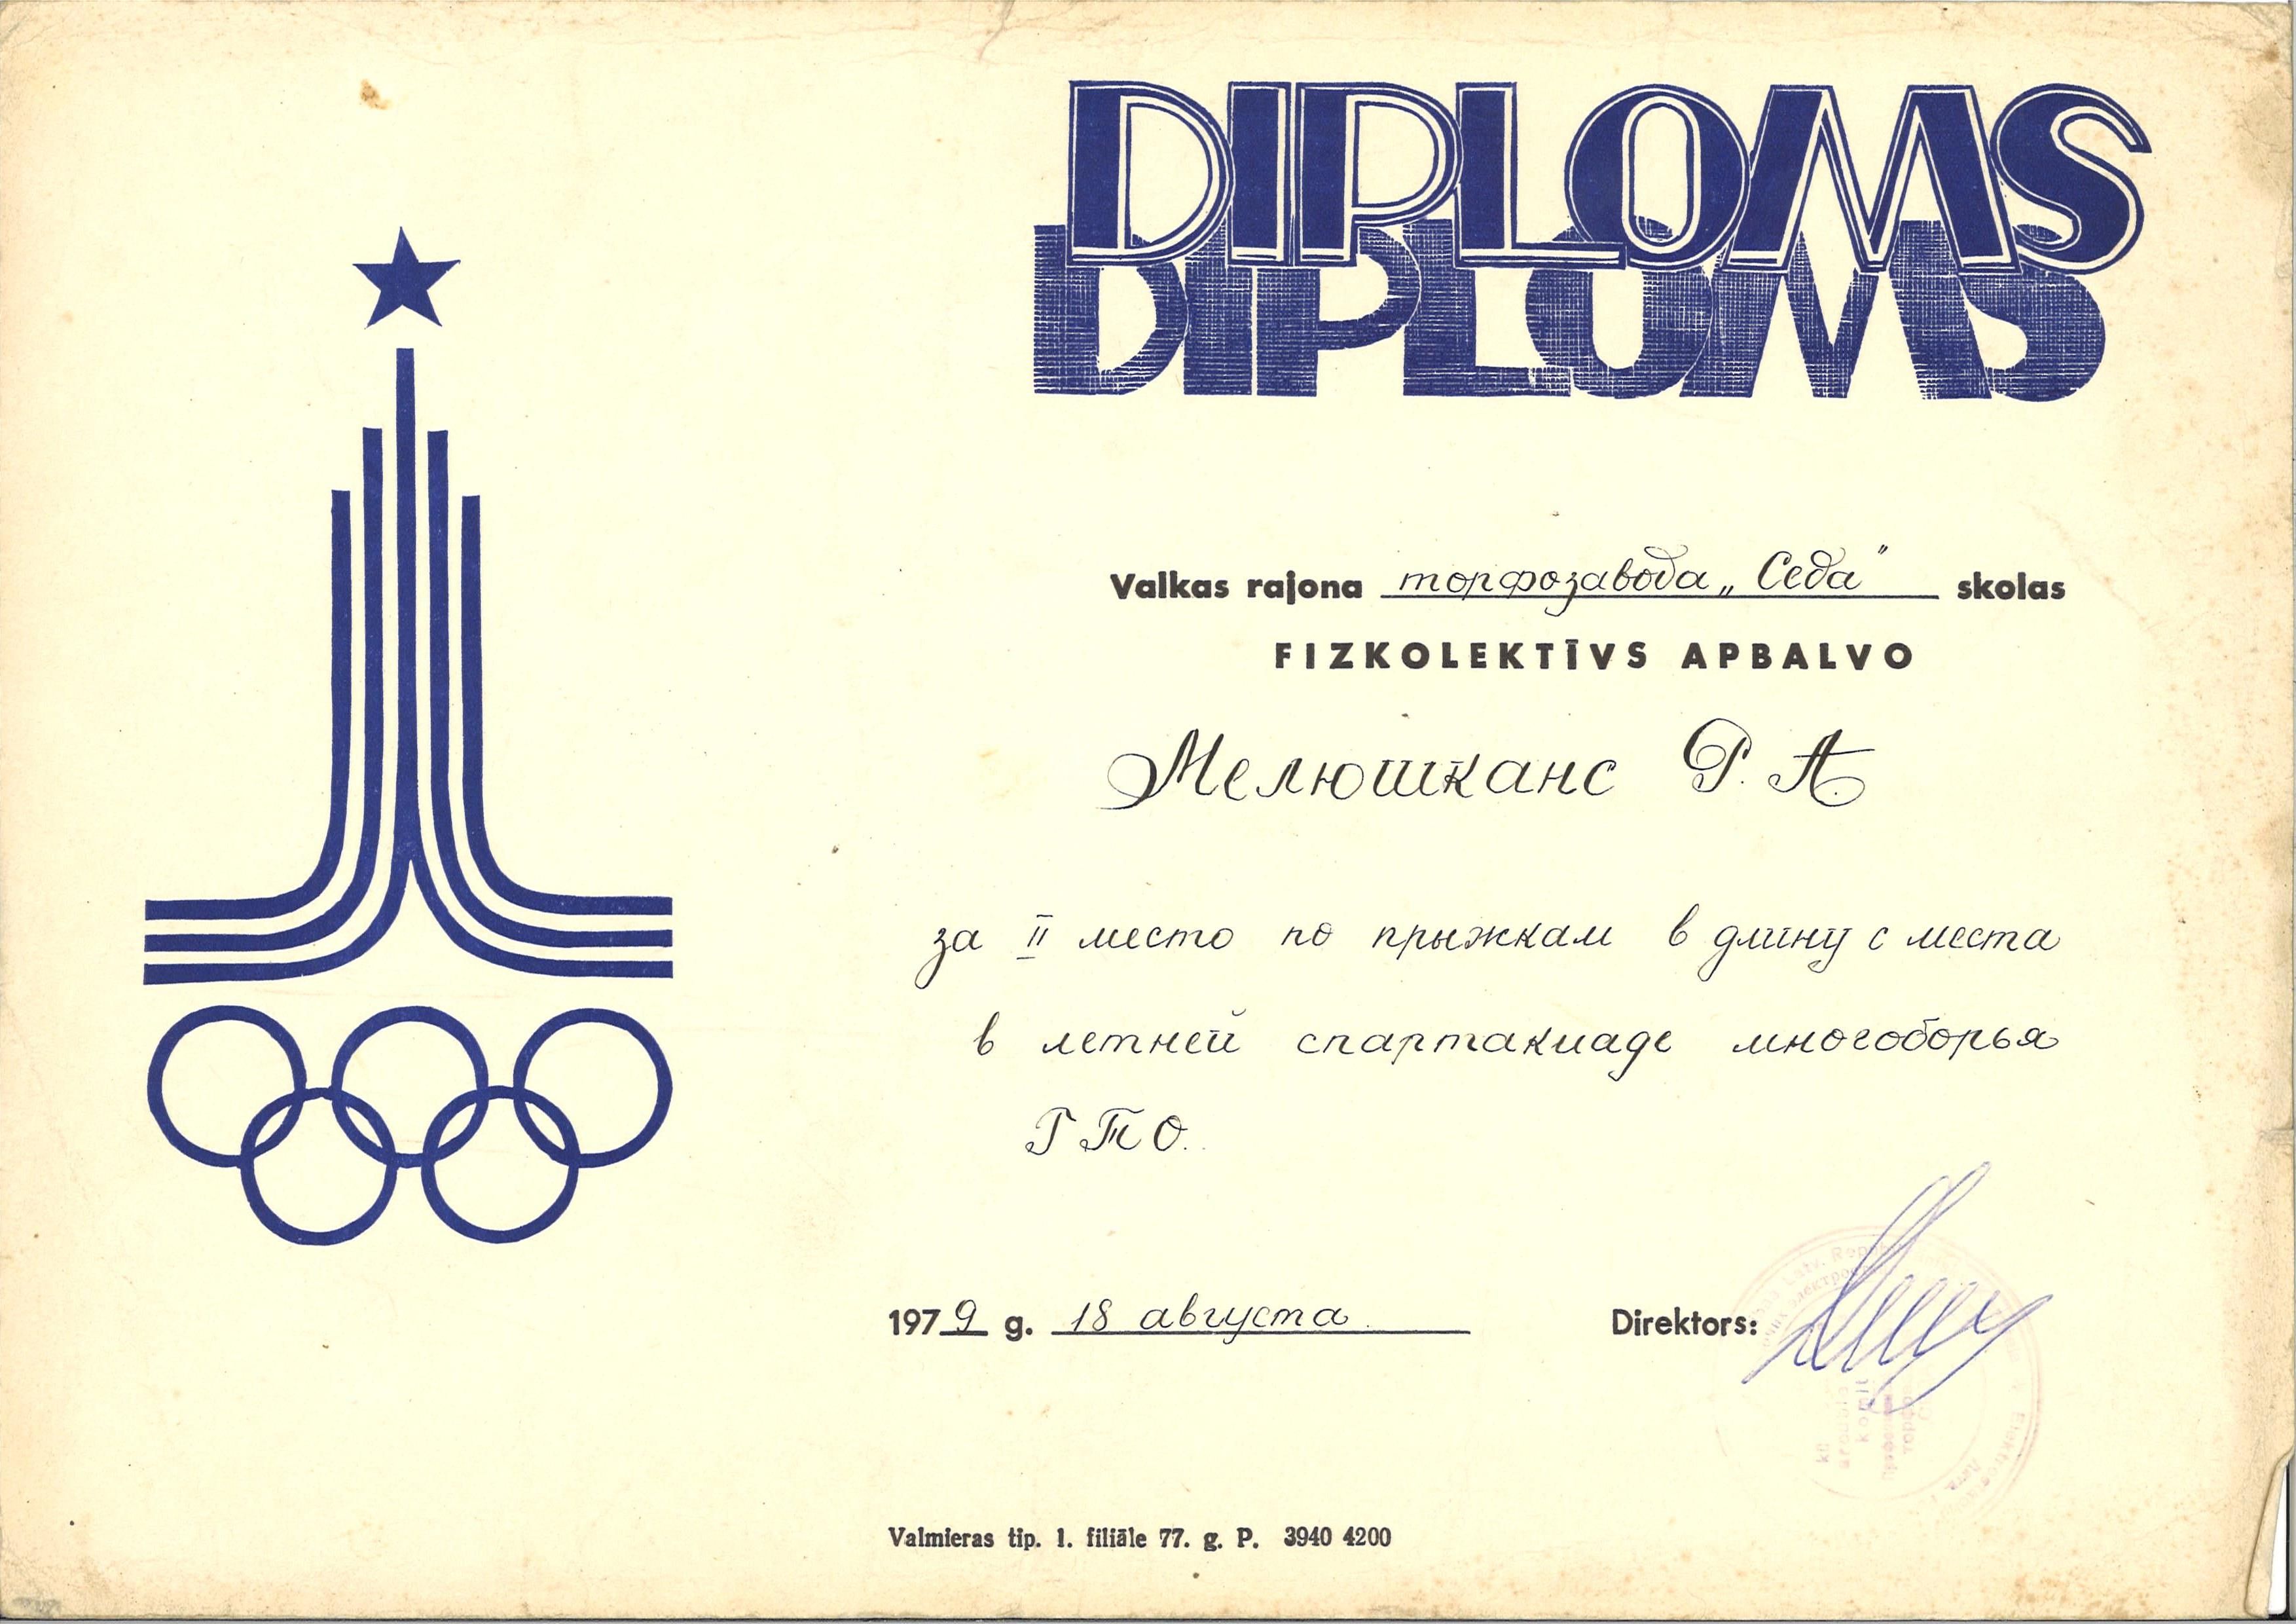 DIPLOMS
DIPLOMS
Valkas rajona торфозавода „Седа" skolas
FIZKOLEKTĪVS APBALVO
Мелюшканс Р. А.
за II место по прыжкам в длину с места
в летней спартакиаде многоборья
ГТО.
1979 g. 18 августа.
Direktors:
Valmieras tip. 1. filiāle 77. g. P. 3940 4200